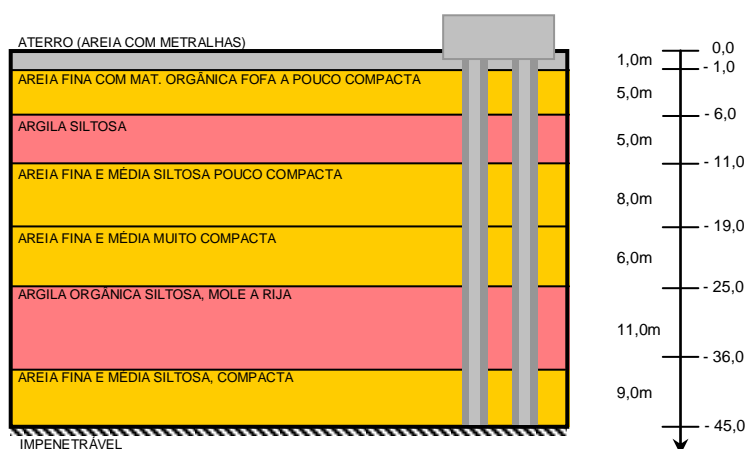 ATERRO (AREIA COM METRALHAS)
AREIA FINA COM MAT. ORGÂNICA FOFA A POUCO COMPACTA
ARGILA SILTOSA
AREIA FINA E MÉDIA SILTOSA POUCO COMPACTA
AREIA FINA E MÉDIA MUITO COMPACTA
ARGILA ORGÂNICA SILTOSA, MOLE A RIJA
AREIA FINA E MÉDIA SILTOSA, COMPACTA
IMPENETRÁVEL
1,0m
5,0m
5,0m
8,0m
6,0m
11,0m
9,0m
0,0
- 1,0
- 6,0
- 11,0
- 19,0
- 25,0
- 36,0
- 45,0